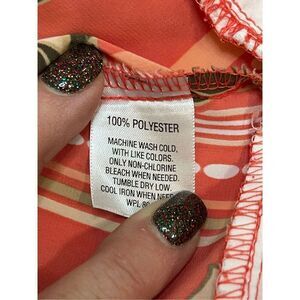 100% POLYESTER
MACHINE WASH COLD,
WITH LIKE COLORS.
ONLY NON-CHLORINE
BLEACH WHEN NEEDED.
TUMBLE DRY LOW.
COOL IRON WHEN
WPL